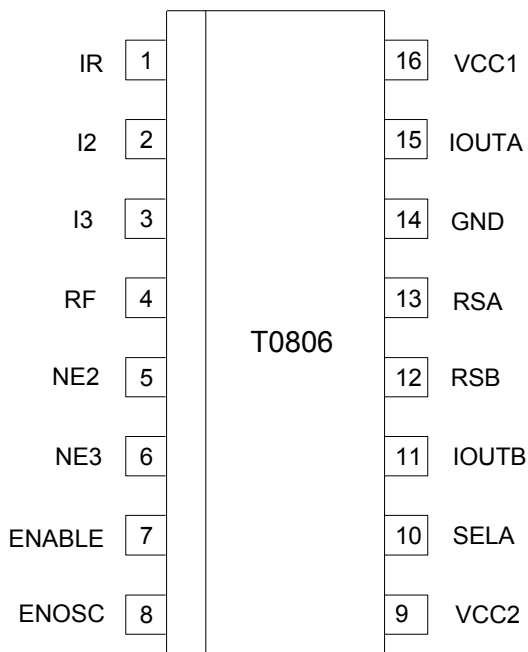 IR 1 16 VCC1
I2 2 15 IOUTA
I3 3 14 GND
RF 4 13 RSA
T0806
NE2 5 12 RSB
NE3 6 11 IOUTB
ENABLE 7 10 SELA
ENOSC 8 9 VCC2